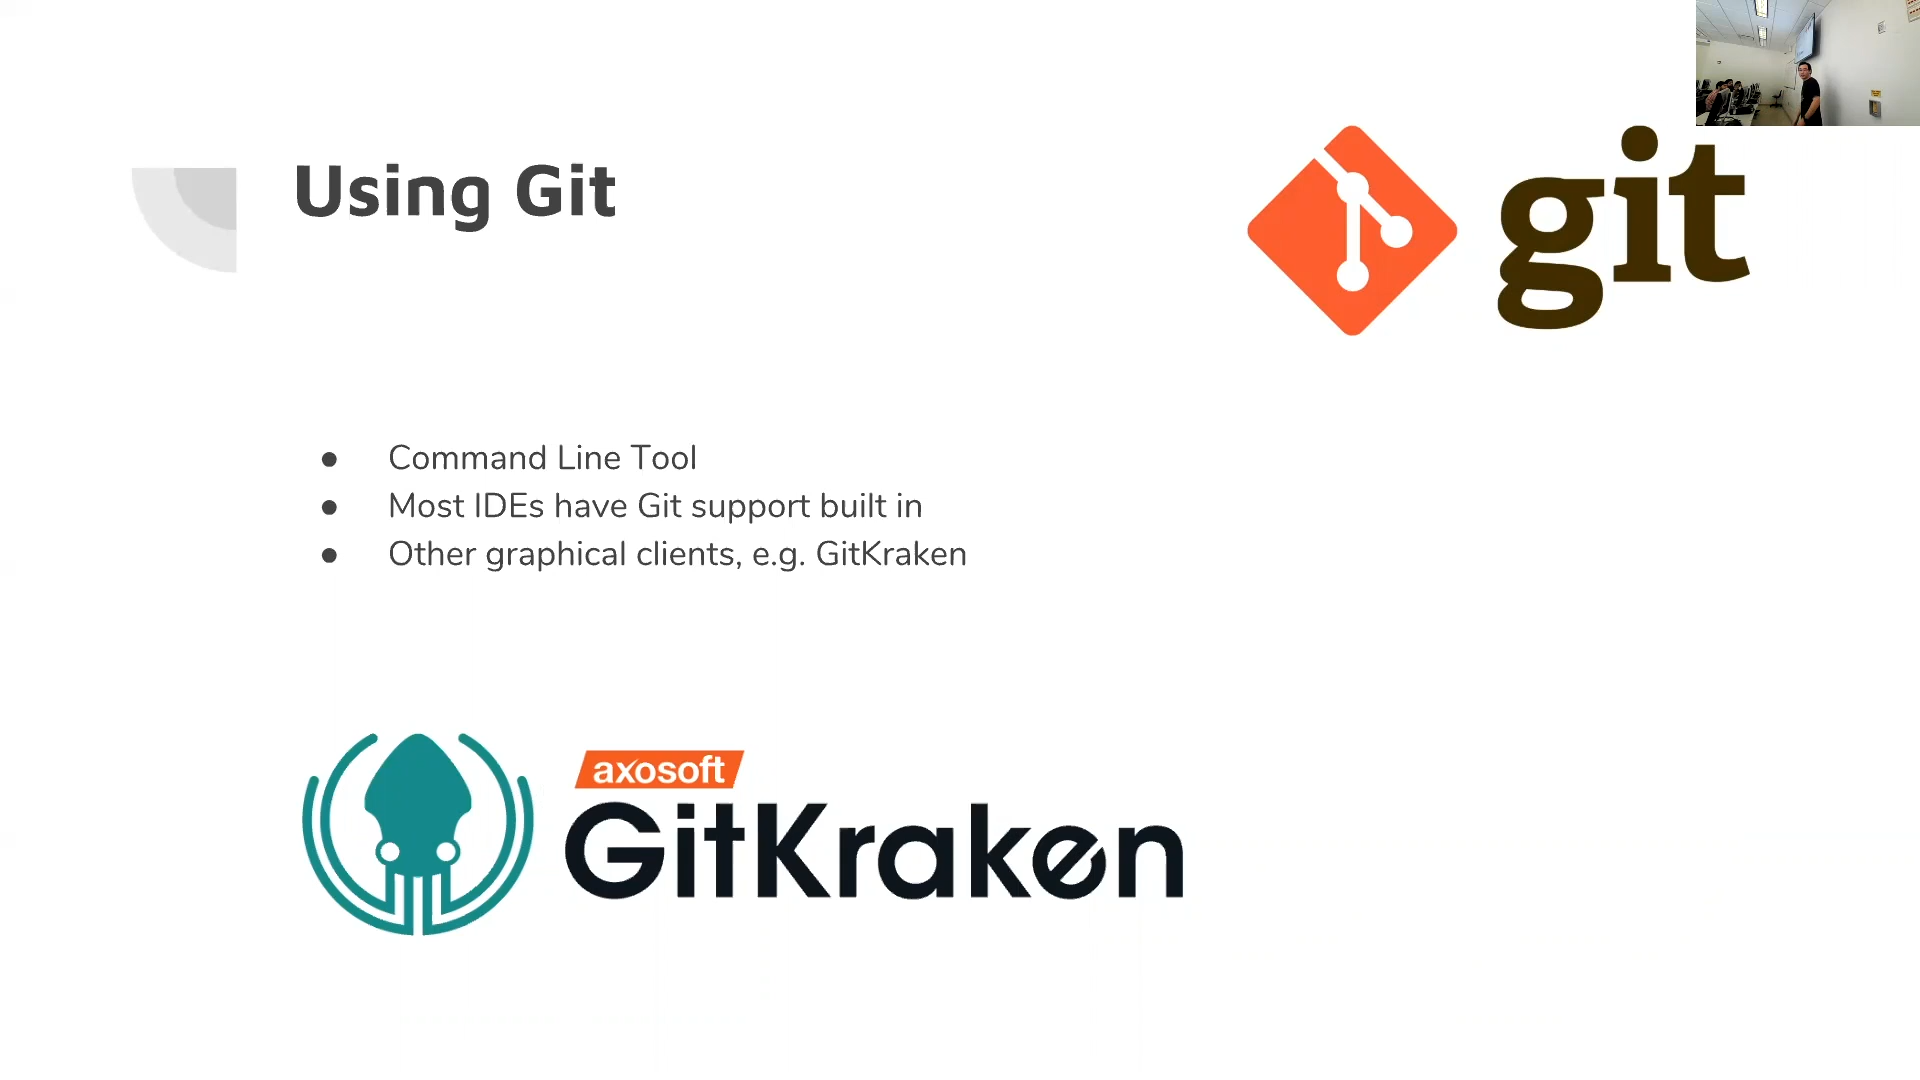 Using Git
git
● Command Line Tool
● Most IDEs have Git support built in
● Other graphical clients, e.g. GitKraken
axosoft
GitKraken